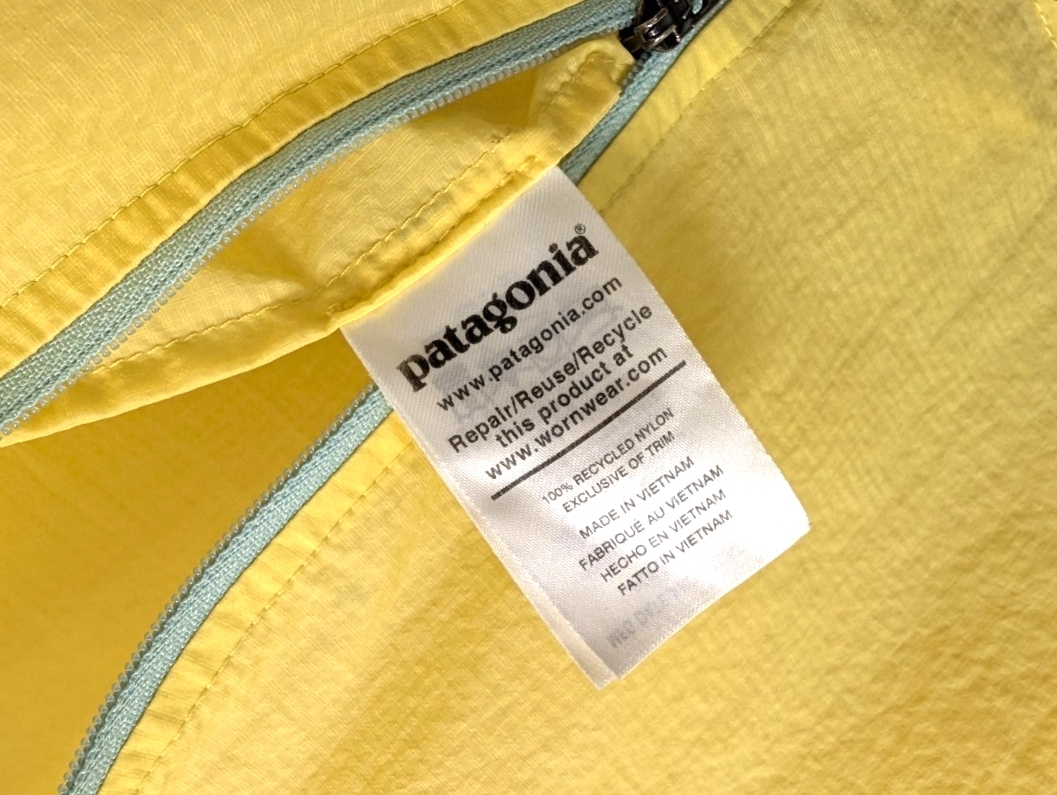 patagonia®
www.patagonia.com
Repair/Reuse/Recycle
this product at
www.wornwear.com
100% RECYCLED NYLON
EXCLUSIVE OF TRIM
MADE IN VIETNAM
FABRIQUÉ AU VIETNAM
HECHO EN VIETNAM
FATTO IN VIETNAM